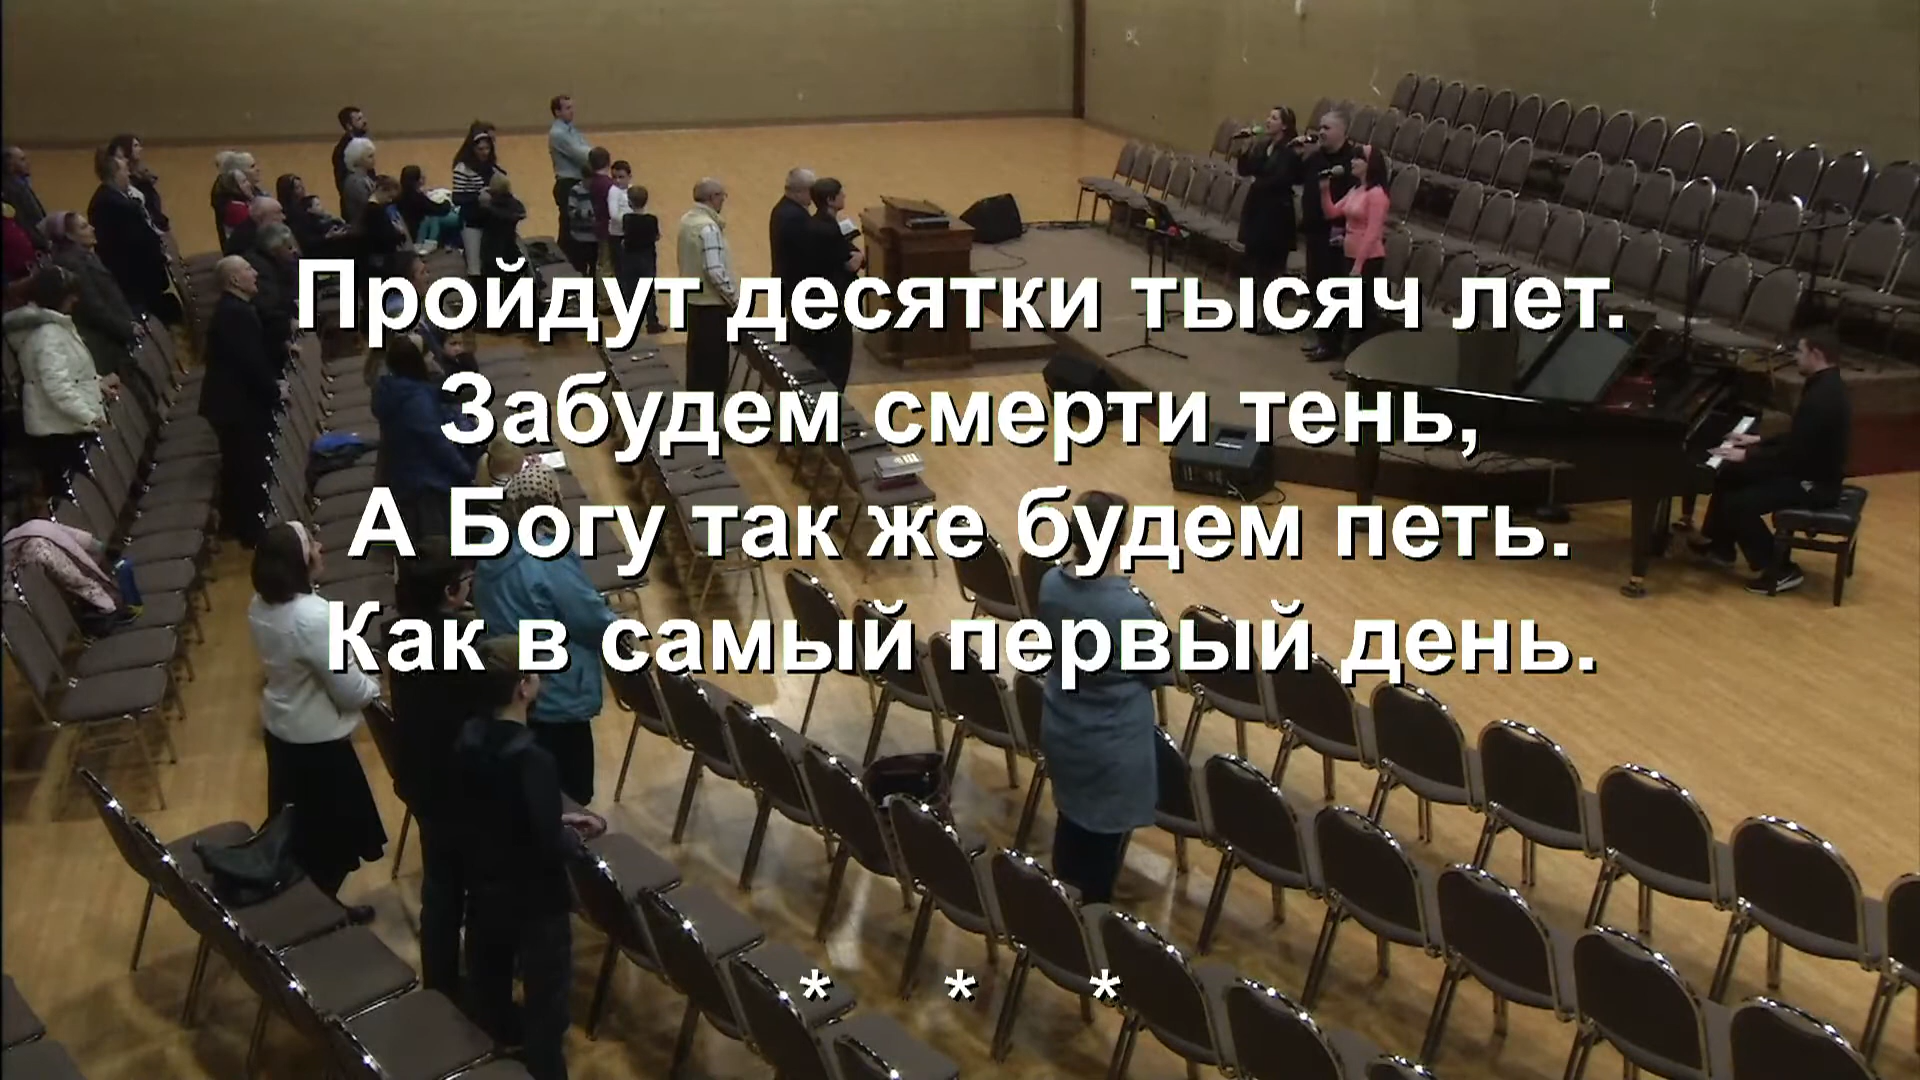 Пройдут десятки тысяч лет.
Забудем смерти тень,
А Богу так же будем петь.
Как в самый первый день.
* * *